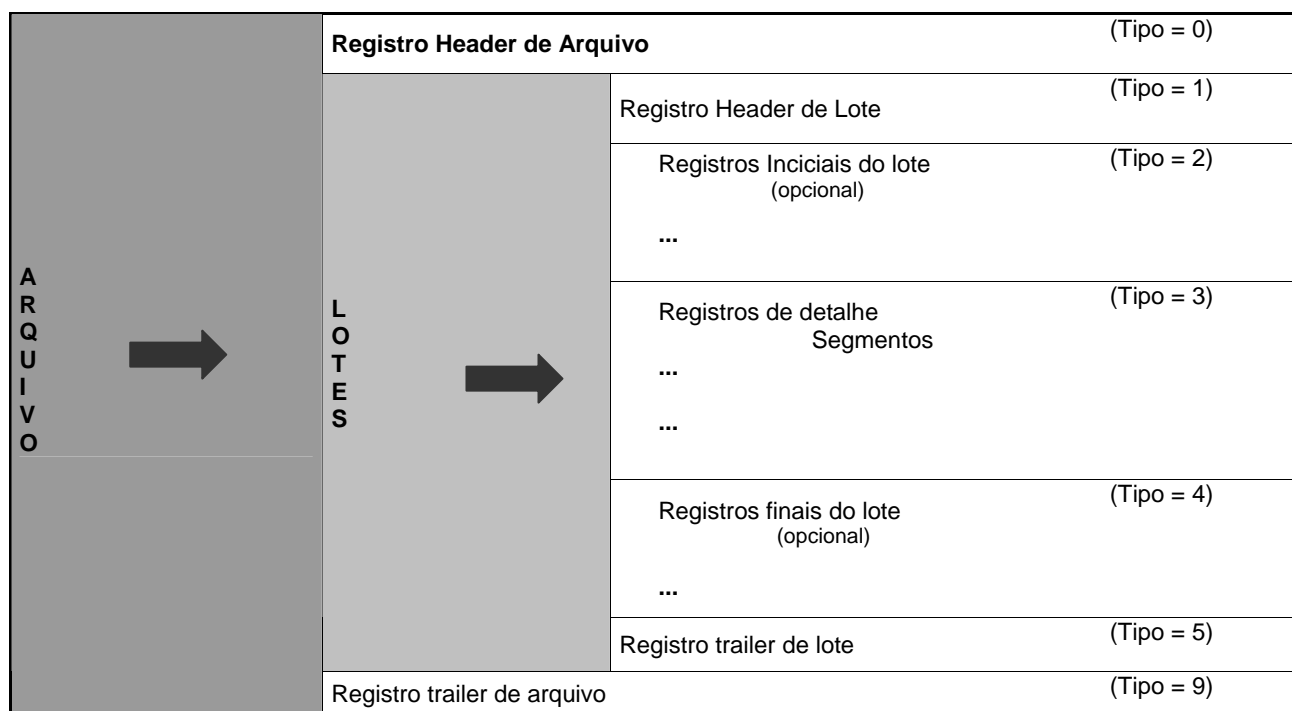 Registro Header de Arquivo (Tipo = 0)
Registro Header de Lote (Tipo = 1)
Registros Inciciais do lote (Tipo = 2)
(opcional)
...
A
R
Q
U
I
V
O
L
O
T
E
S
Registros de detalhe (Tipo = 3)
Segmentos
...
...
Registros finais do lote (Tipo = 4)
(opcional)
...
Registro trailer de lote (Tipo = 5)
Registro trailer de arquivo (Tipo = 9)